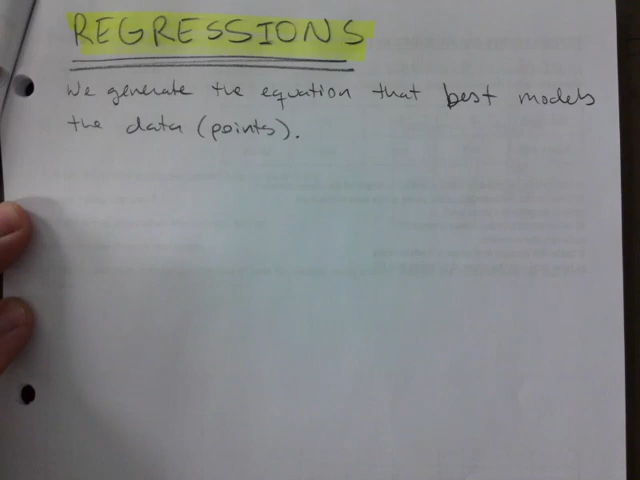 REGRESSIONS
We generate the equation that best models
the data (points).